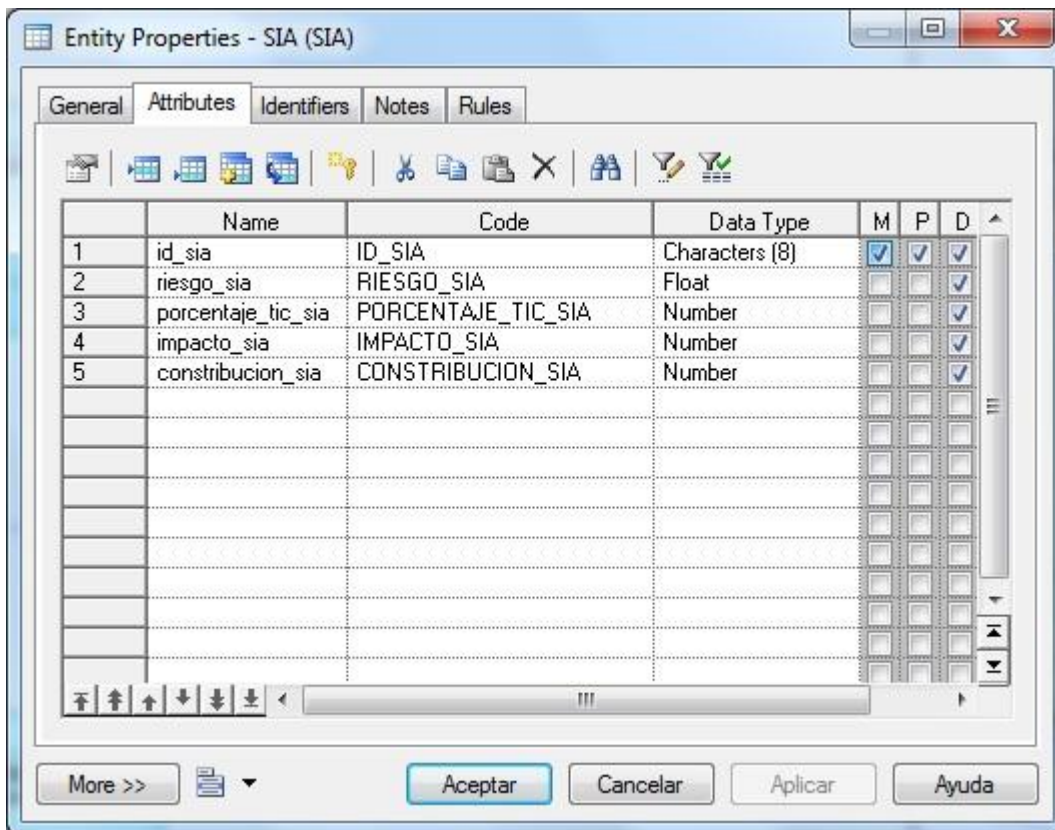 Entity Properties - SIA (SIA)
General Attributes Identifiers Notes Rules
Name Code Data Type M P D
1 id_sia ID_SIA Characters (8)
2 riesgo_sia RIESGO_SIA Float
3 porcentaje_tic_sia PORCENTAJE_TIC_SIA Number
4 impacto_sia IMPACTO_SIA Number
5 constribucion_sia CONSTRIBUCION_SIA Number
More >> Aceptar Cancelar Aplicar Ayuda